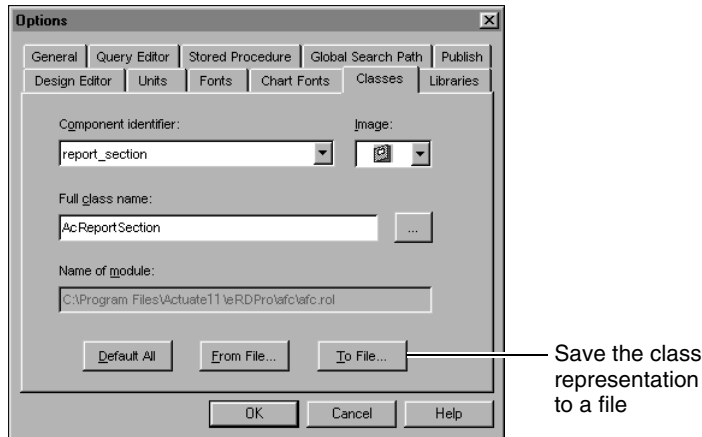 Options
General Query Editor Stored Procedure Global Search Path Publish
Design Editor Units Fonts Chart Fonts Classes Libraries
Component identifier: Image:
report_section
Full class name:
AcReportSection
...
Name of module:
C:\Program Files\Actuate11\eRDPro\afc\afc.rol
Default All From File... To File...
Save the class
representation
to a file
OK Cancel Help